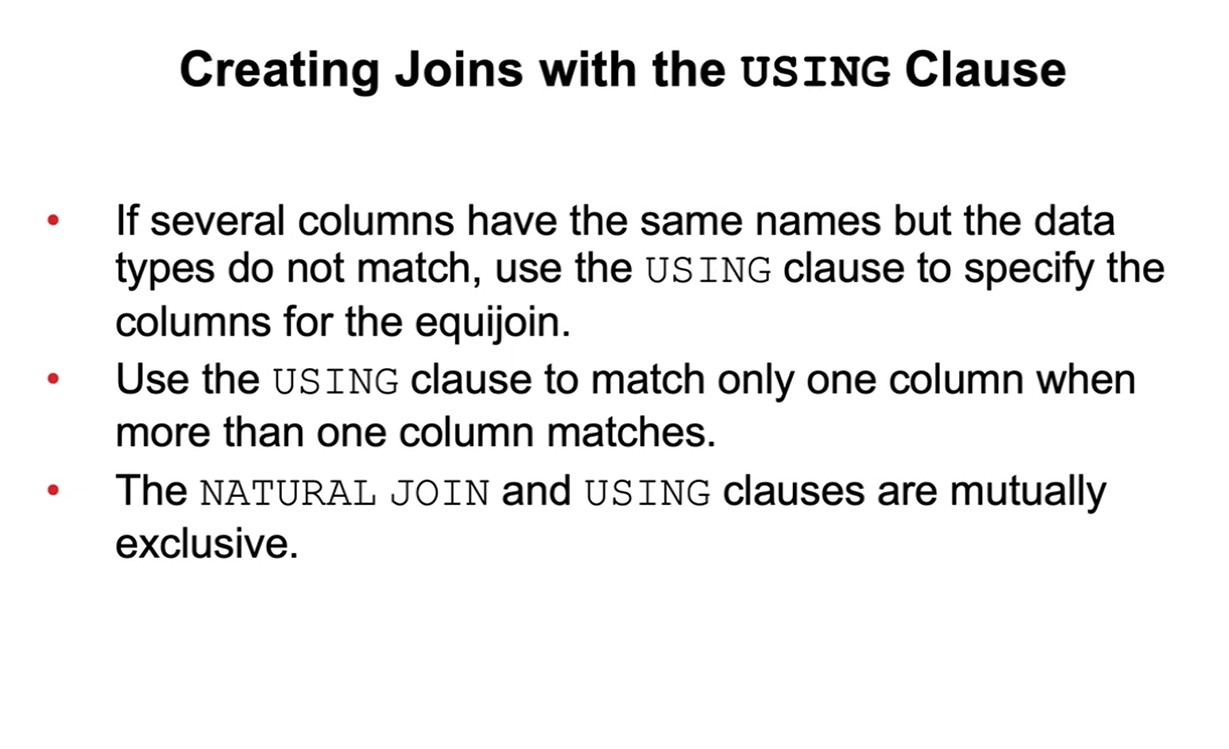 Creating Joins with the USING Clause
• If several columns have the same names but the data
types do not match, use the USING clause to specify the
columns for the equijoin.
• Use the USING clause to match only one column when
more than one column matches.
• The NATURAL JOIN and USING clauses are mutually
exclusive.